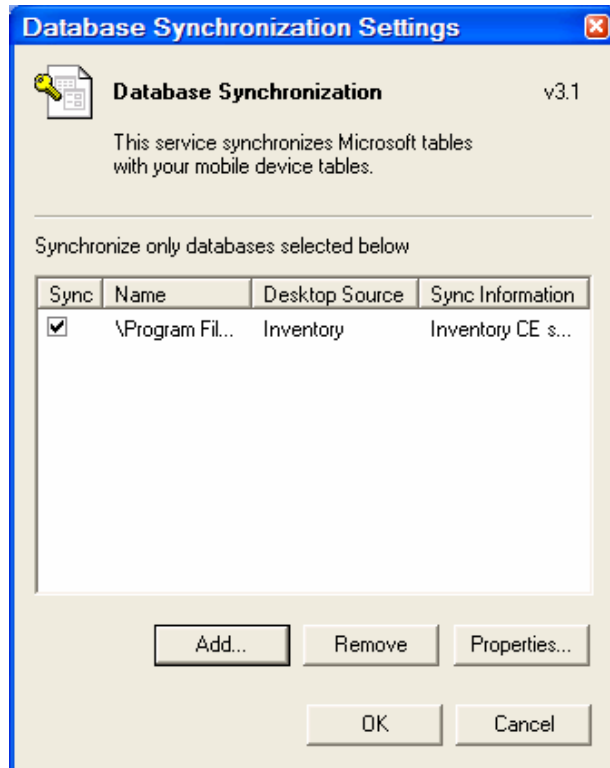 Database Synchronization Settings
Database Synchronization v3.1
This service synchronizes Microsoft tables
with your mobile device tables.
Synchronize only databases selected below
Sync Name Desktop Source Sync Information
\Program Fil... Inventory Inventory CE s...
Add... Remove Properties...
OK Cancel